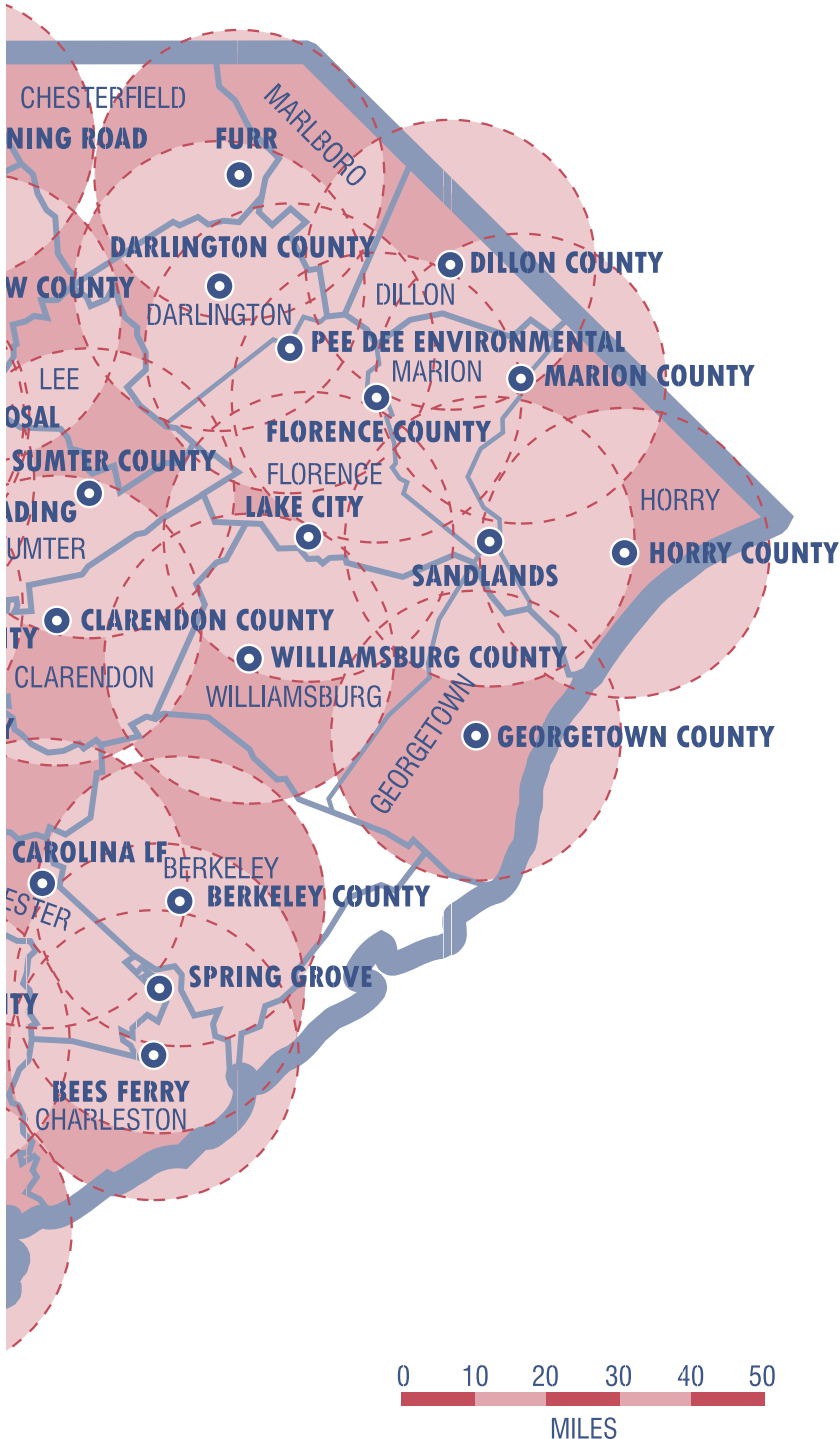 CHESTERFIELD
MARLBORO
NING ROAD
FURR
DARLINGTON COUNTY
DILLON COUNTY
W COUNTY
DILLON
DARLINGTON
PEE DEE ENVIRONMENTAL
LEE
MARION
MARION COUNTY
OSAL
FLORENCE COUNTY
SUMTER COUNTY
FLORENCE
HORRY
ADING
LAKE CITY
UMTER
SANDLANDS
HORRY COUNTY
CLARENDON COUNTY
TY
WILLIAMSBURG COUNTY
CLARENDON
WILLIAMSBURG
GEORGETOWN
Y
GEORGETOWN COUNTY
CAROLINA LF
BERKELEY
BERKELEY COUNTY
ESTER
SPRING GROVE
ITY
BEES FERRY
CHARLESTON
0 10 20 30 40 50
MILES